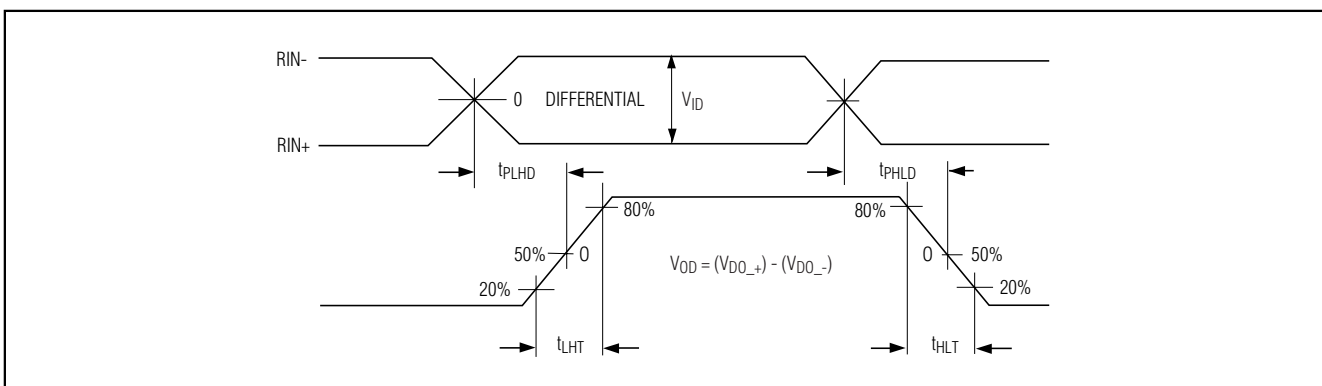 RIN-
0 DIFFERENTIAL VID
RIN+
tPLHD tPHLD
80% 80%
50% 0 VOD = (VDO_+) - (VDO_-) 0 50%
20% 20%
tLHT tHLT